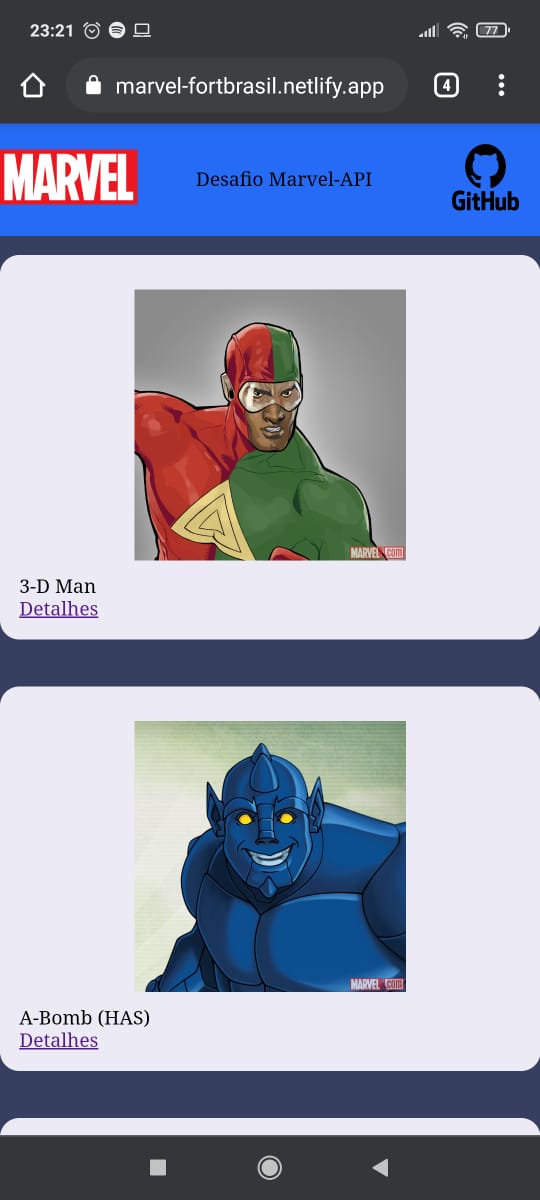 23:21
77
marvel-fortbrasil.netlify.app
4
MARVEL
Desafio Marvel-API
GitHub
MARVEL.COM
3-D Man
Detalhes
MARVEL.COM
A-Bomb (HAS)
Detalhes